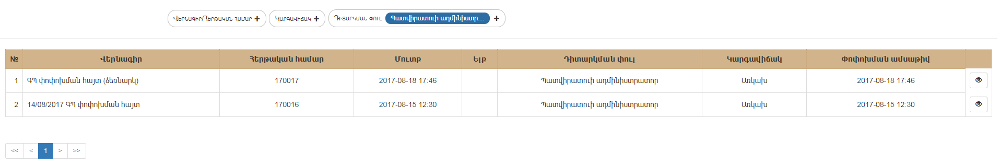 Վերնագիր/Հերթական համար + Կարգավիճակ + Դիտարկման փուլ Պատվիրատուի ադմինիստր... +
№ Վերնագիր Հերթական համար Մուտք Ելք Դիտարկման փուլ Կարգավիճակ Փոփոխման ամսաթիվ
1 ԳՊ փոփոխման հայտ (ձեռնարկ) 170017 2017-08-18 17:46 Պատվիրատուի ադմինիստրատոր Առկախ 2017-08-18 17:46
2 14/08/2017 ԳՊ փոփոխման հայտ 170016 2017-08-15 12:30 Պատվիրատուի ադմինիստրատոր Առկախ 2017-08-15 12:30
<< < 1 > >>